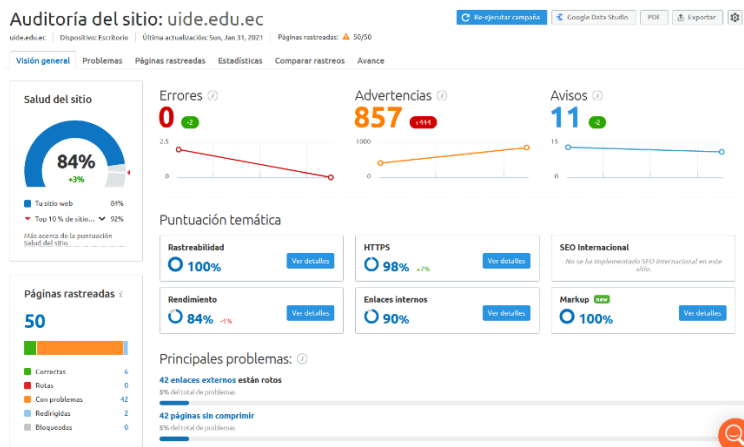 Auditoría del sitio: uide.edu.ec
Re-ejecutar campaña
Google Data Studio
PDF
Exportar
uide.edu.ec Dispositivo: Escritorio Última actualización: Sun, Jan 31, 2021 Páginas rastreadas: 50/50
Visión general Problemas Páginas rastreadas Estadísticas Comparar rastreos Avance
Salud del sitio
84%
+3%
Tu sitio web 84%
Top 10 % de sitio... 92%
Más acerca de la puntuación
Salud del sitio
Errores
0 -2
2.5
0
Advertencias
857 +444
1000
0
Avisos
11 -2
15
0
Puntuación temática
Rastreabilidad
100%
Ver detalles
HTTPS
98% +7%
Ver detalles
SEO Internacional
No se ha implementado SEO Internacional en este
sitio.
Rendimiento
84% -1%
Ver detalles
Enlaces internos
90%
Ver detalles
Markup new
100%
Ver detalles
Páginas rastreadas
50
Correctas 6
Rotas 0
Con problemas 42
Redirigidas 2
Bloqueadas 0
Principales problemas:
42 enlaces externos están rotos
5% del total de problemas
42 páginas sin comprimir
5% del total de problemas